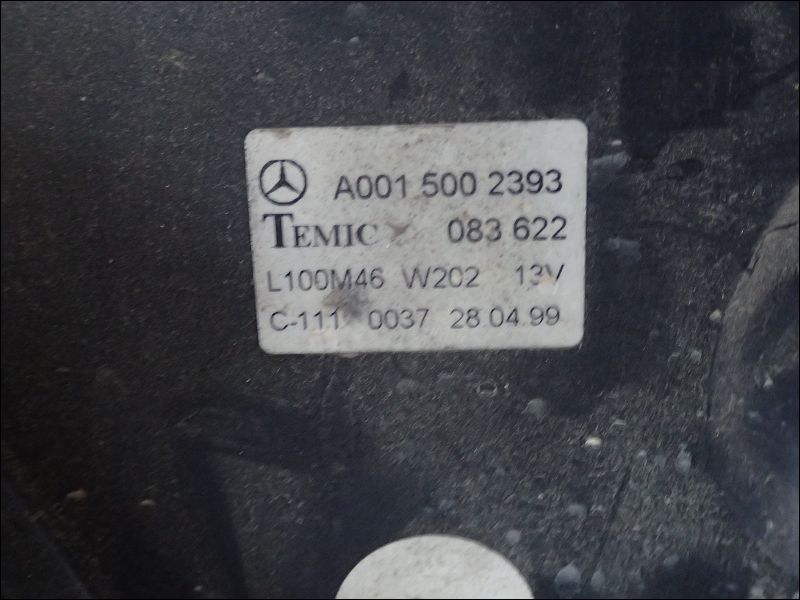 A001 500 2393
TEMIC 083 622
L100M46 W202 13V
C-111 0037 28.04.99